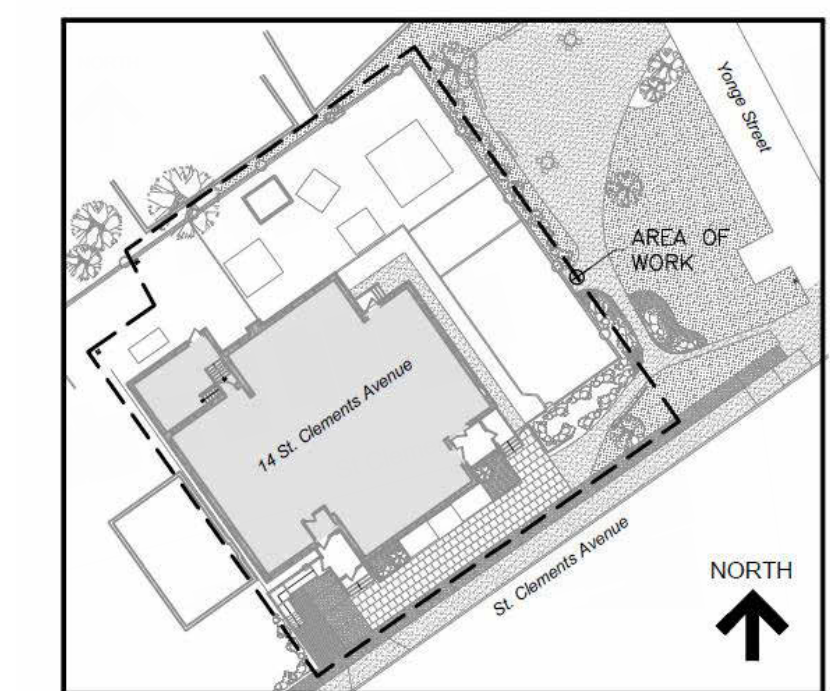 Yonge Street
AREA OF
WORK
14 St. Clements Avenue
St. Clements Avenue
NORTH